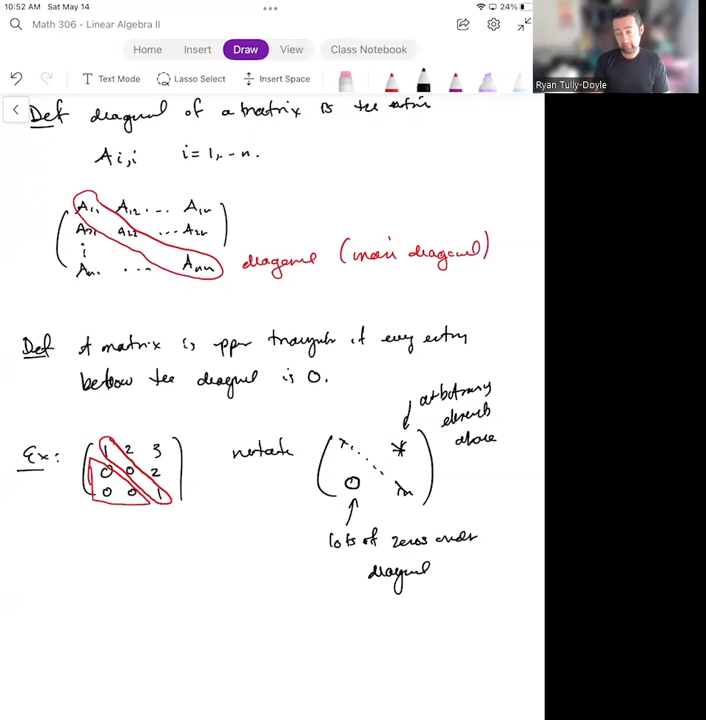 10:52 AM Sat May 14
24%
Math 306 - Linear Algebra II
Home Insert Draw View Class Notebook
Text Mode Lasso Select Insert Space
Ryan Tully-Doyle
Def diagonal of a matrix is the
A i,i i = 1, -- n.
A11 A12 ... A1n
A21 a22 ... A2n
An1 ... Ann
diagonal (main diagonal)
Def A matrix is upper triangular if every entry
below the diagonal is 0.
Ex: 1 2 3
0 0 2
0 0 1
notate
λ1 *
0 λn
arbitrary
elements
above
lots of zeros under
diagonal